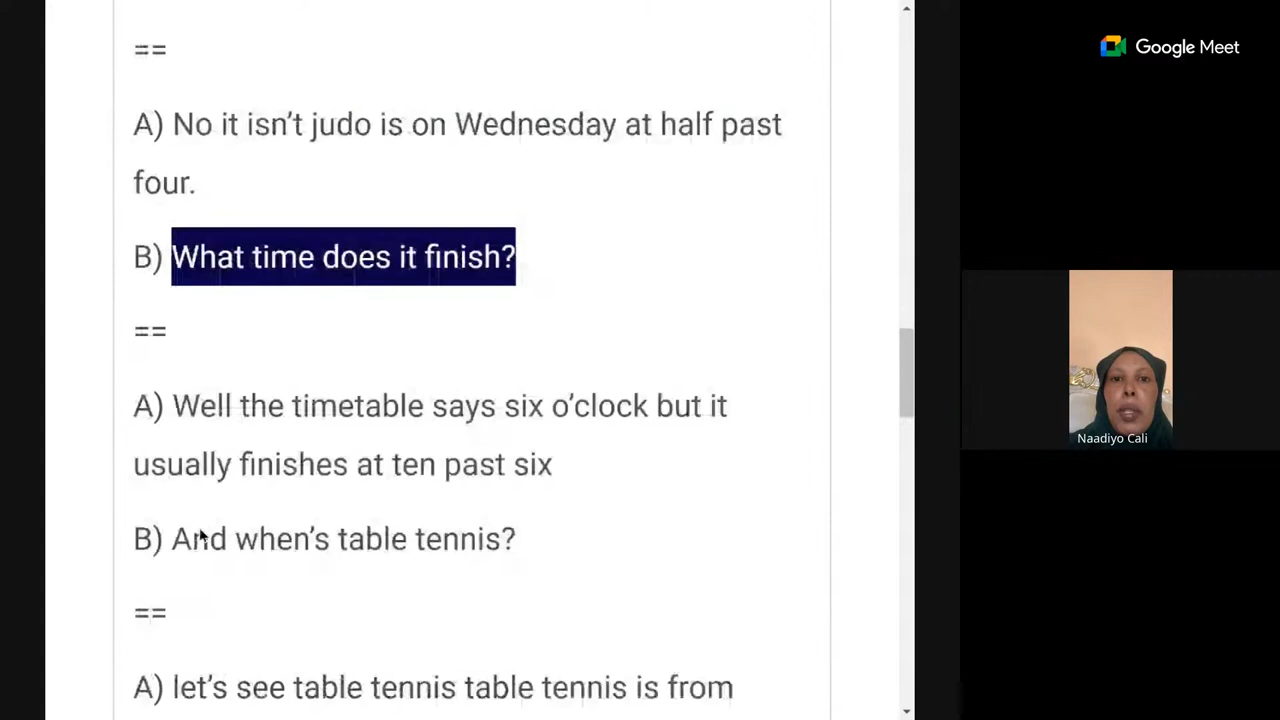 Google Meet
==
A) No it isn’t judo is on Wednesday at half past
four.
B) What time does it finish?
==
A) Well the timetable says six o’clock but it
usually finishes at ten past six
B) And when’s table tennis?
==
A) let’s see table tennis table tennis is from
Naadiyo Cali